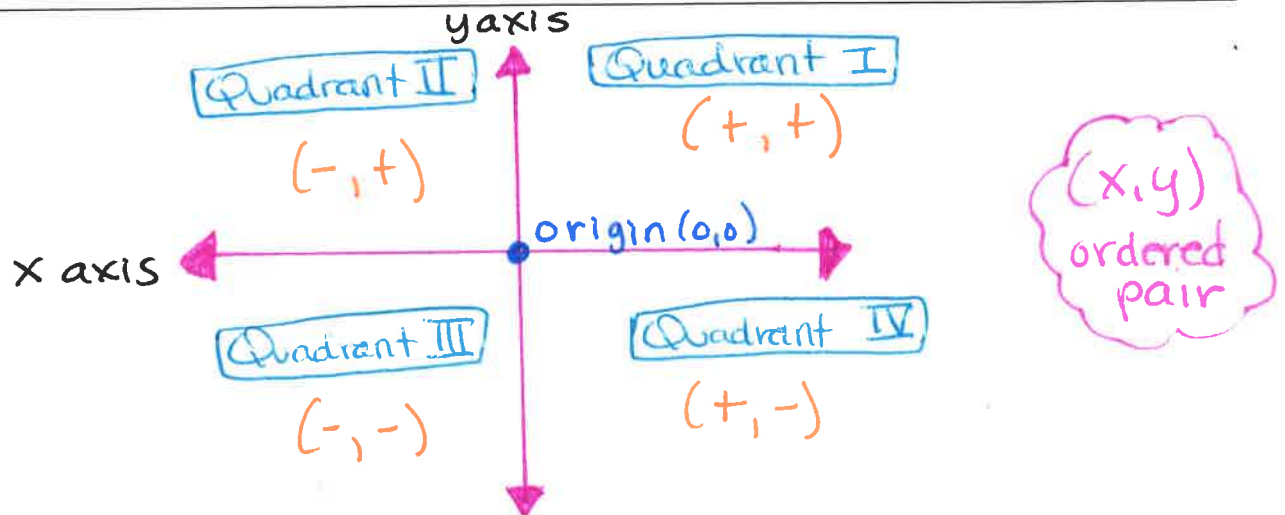 y axis
Quadrant II
Quadrant I
(-,+)
(+,+)
(x,y)
ordered
pair
origin (0,0)
x axis
Quadrant III
Quadrant IV
(-,-)
(+,-)